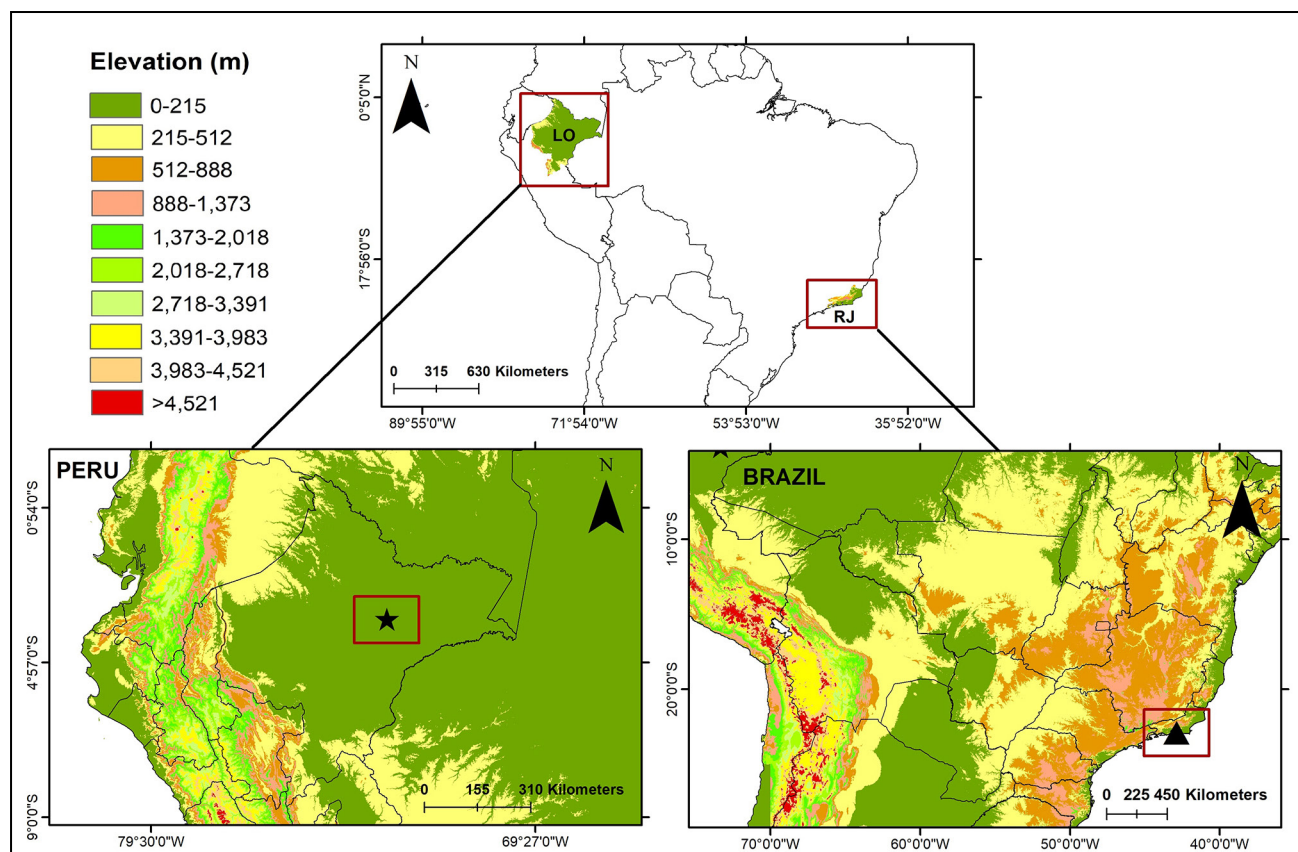 Elevation (m)
0-215
215-512
512-888
888-1,373
1,373-2,018
2,018-2,718
2,718-3,391
3,391-3,983
3,983-4,521
>4,521
N
LO
RJ
0 315 630 Kilometers
0°5'0"N
17°56'0"S
89°55'0"W 71°54'0"W 53°53'0"W 35°52'0"W
PERU
N
0°54'0"S
4°57'0"S
9°0'0"S
0 155 310 Kilometers
79°30'0"W 69°27'0"W
BRAZIL
N
10°0'0"S
20°0'0"S
0 225 450 Kilometers
70°0'0"W 60°0'0"W 50°0'0"W 40°0'0"W